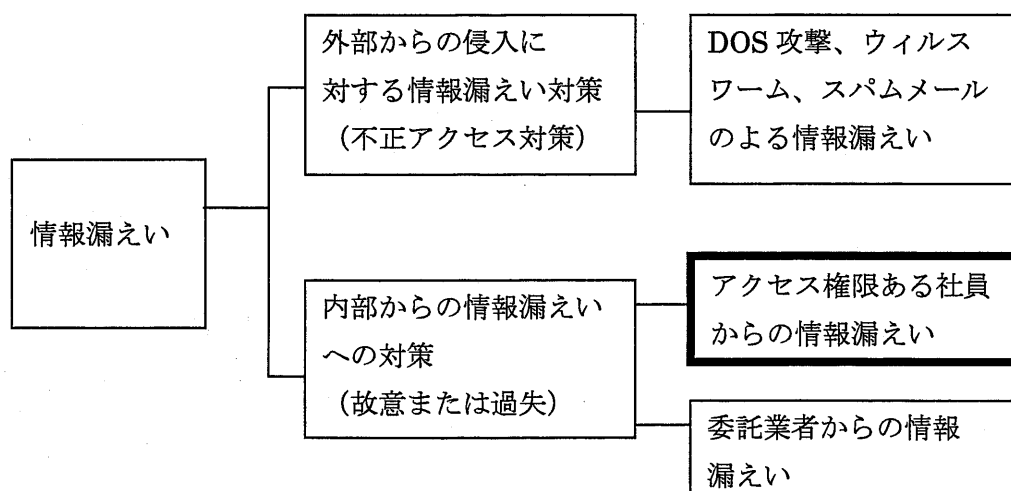 情報漏えい
外部からの侵入に
対する情報漏えい対策
（不正アクセス対策）
DOS 攻撃、ウィルス
ワーム、スパムメール
のよる情報漏えい
内部からの情報漏えい
への対策
（故意または過失）
アクセス権限ある社員
からの情報漏えい
委託業者からの情報
漏えい